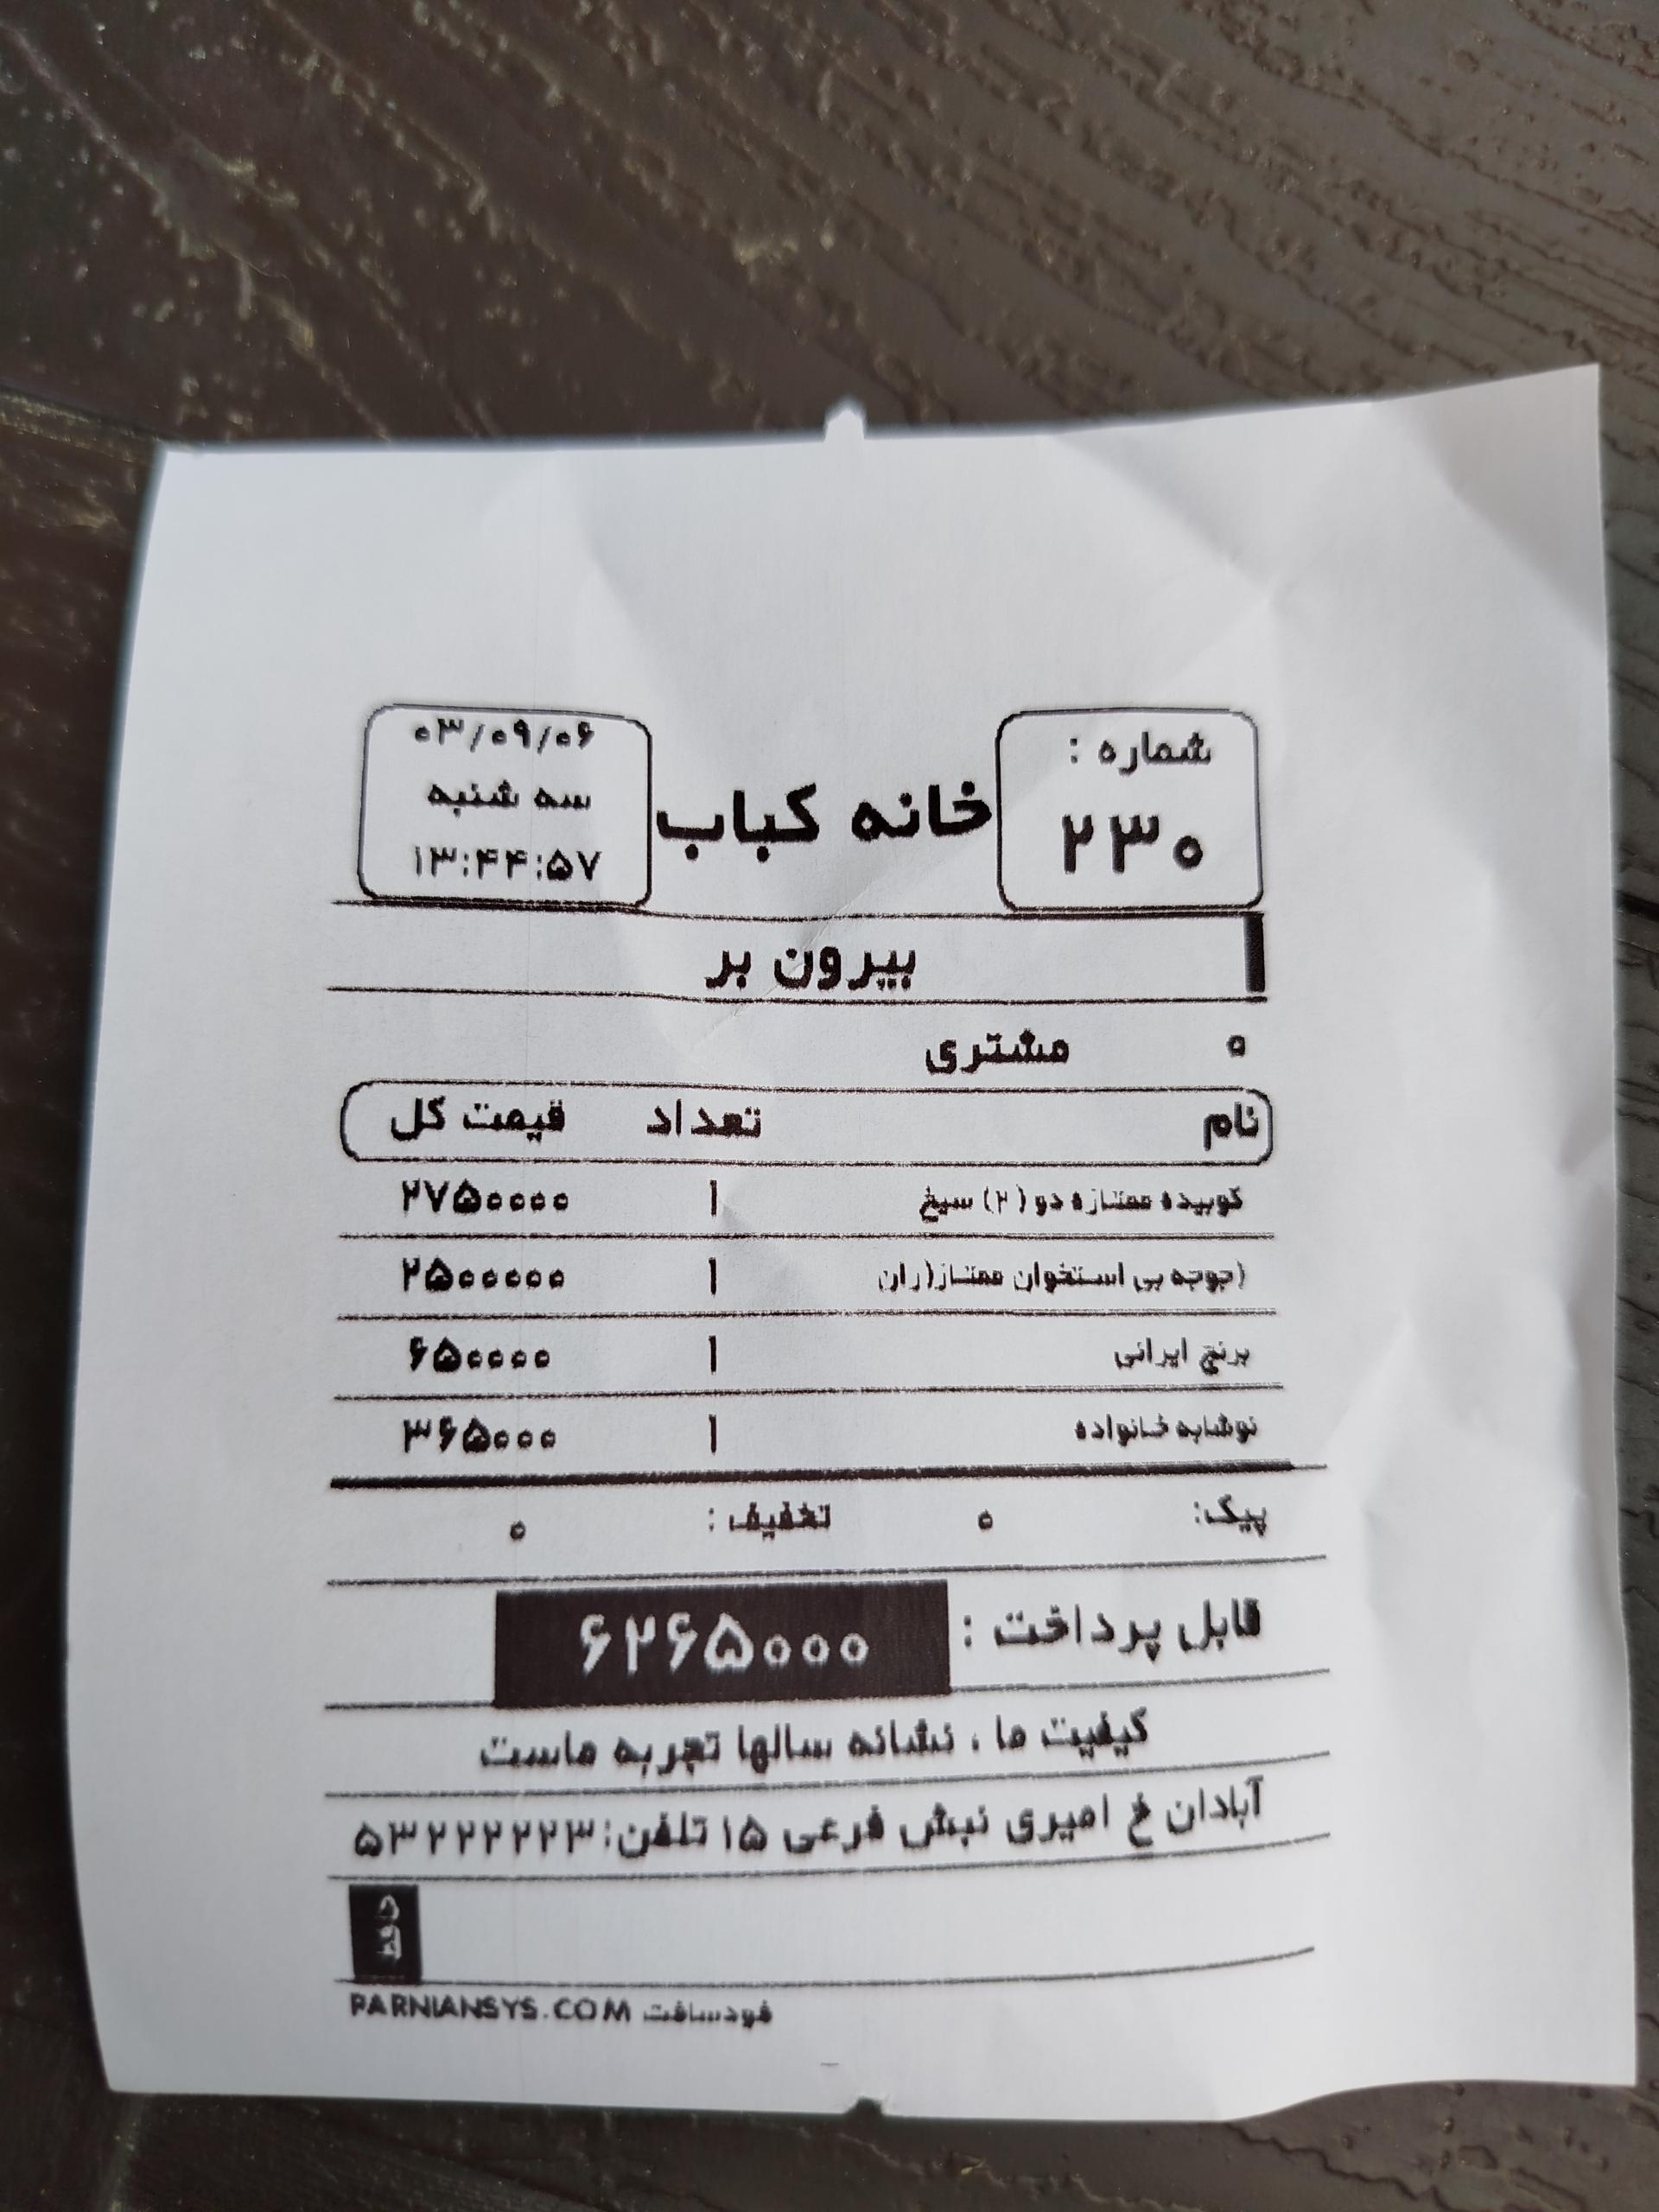 شماره :
۲۳۰
خانه کباب
۰۳/۰۹/۰۶
سه شنبه
۱۳:۴۴:۵۷
بیرون بر
۰ مشتری
نام تعداد قیمت کل
کوبیده ممتازه دو (۲) سیخ ۱ ۲۷۵۰۰۰۰
(جوجه بی استخوان ممتاز(ران ۱ ۲۵۰۰۰۰۰
برنج ایرانی ۱ ۶۵۰۰۰۰
نوشابه خانواده ۱ ۳۶۵۰۰۰
پیک: ۰ تخفیف : ۰
قابل پرداخت : ۶۲۶۵۰۰۰
کیفیت ما ، نشانه سالها تجربه ماست
آبادان خ امیری نبش فرعی ۱۵ تلفن:۵۳۲۲۲۲۲۳
فودسافت PARNIANSYS.COM